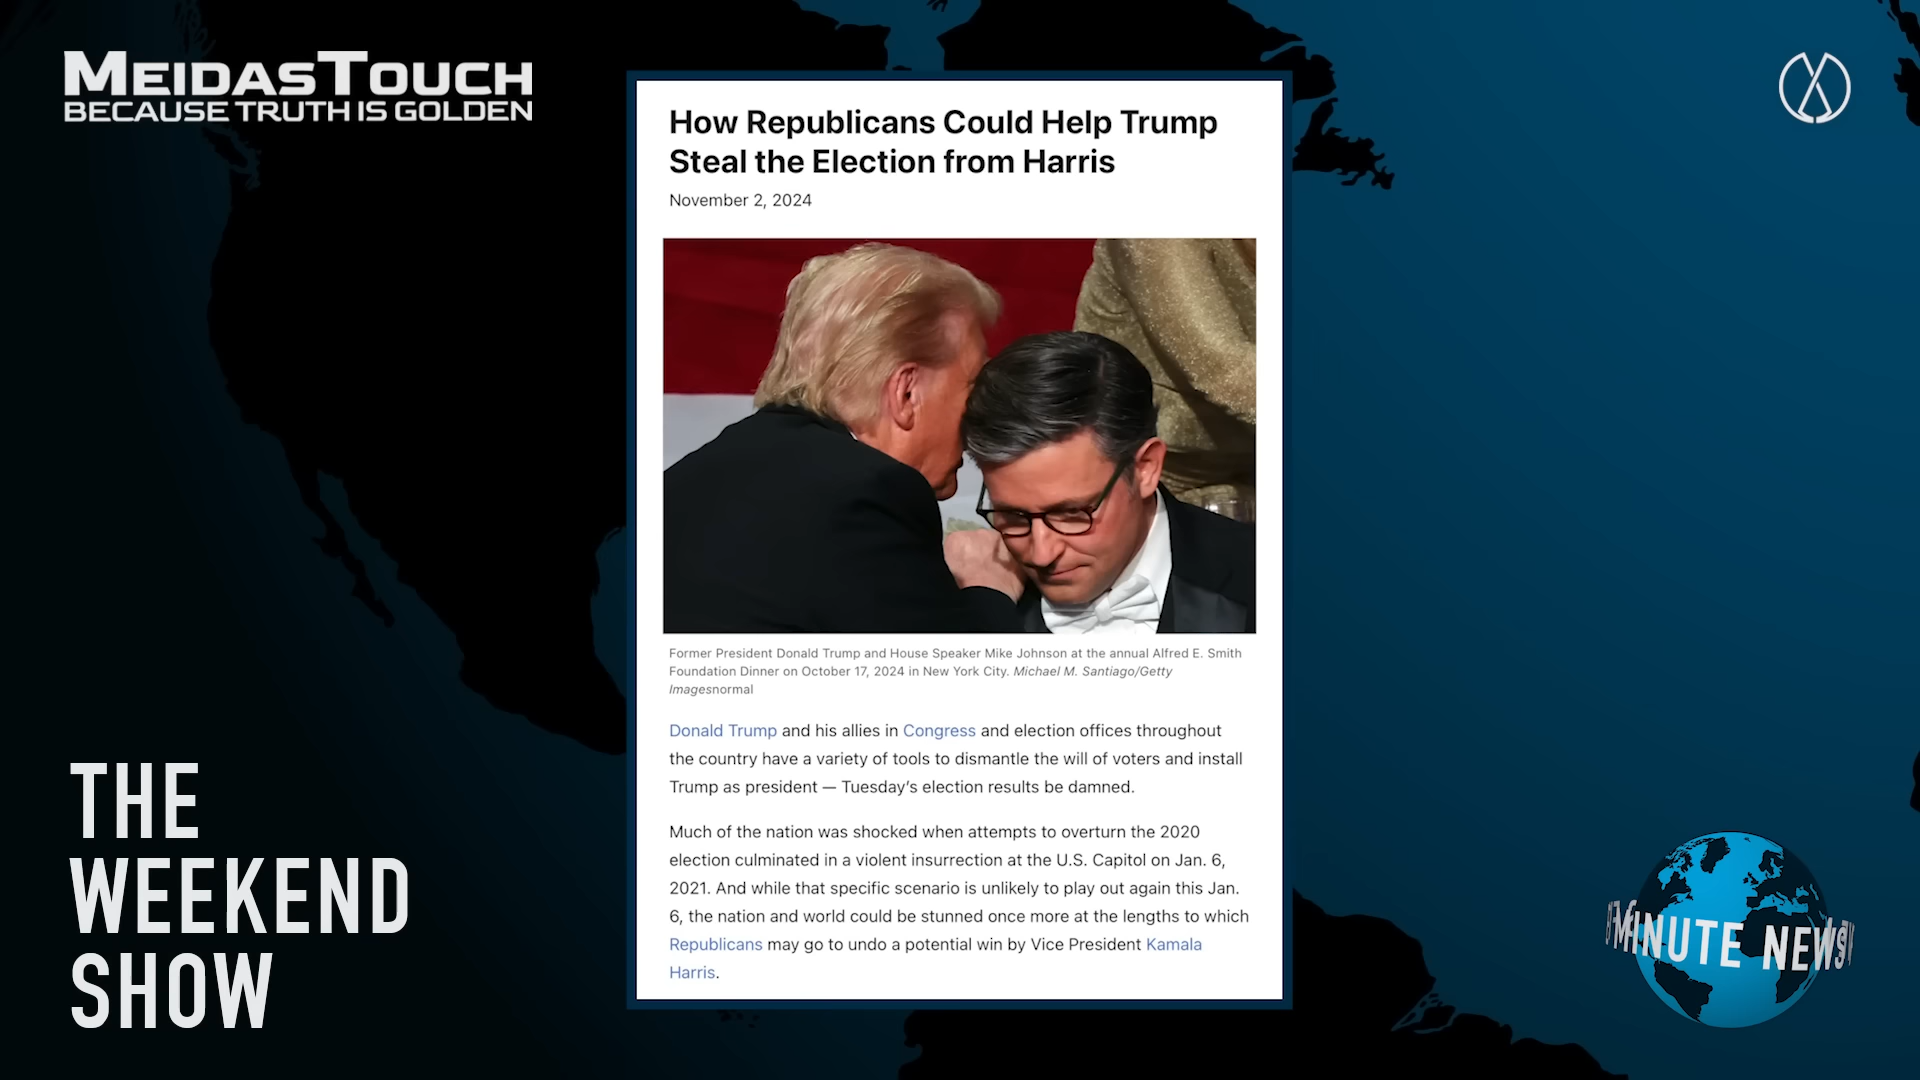 MEIDASTOUCH
BECAUSE TRUTH IS GOLDEN
How Republicans Could Help Trump
Steal the Election from Harris
November 2, 2024
Former President Donald Trump and House Speaker Mike Johnson at the annual Alfred E. Smith
Foundation Dinner on October 17, 2024 in New York City. Michael M. Santiago/Getty
Imagesnormal
Donald Trump and his allies in Congress and election offices throughout
the country have a variety of tools to dismantle the will of voters and install
Trump as president — Tuesday's election results be damned.
Much of the nation was shocked when attempts to overturn the 2020
election culminated in a violent insurrection at the U.S. Capitol on Jan. 6,
2021. And while that specific scenario is unlikely to play out again this Jan.
6, the nation and world could be stunned once more at the lengths to which
Republicans may go to undo a potential win by Vice President Kamala
Harris.
THE
WEEKEND
SHOW
MINUTE NEWS